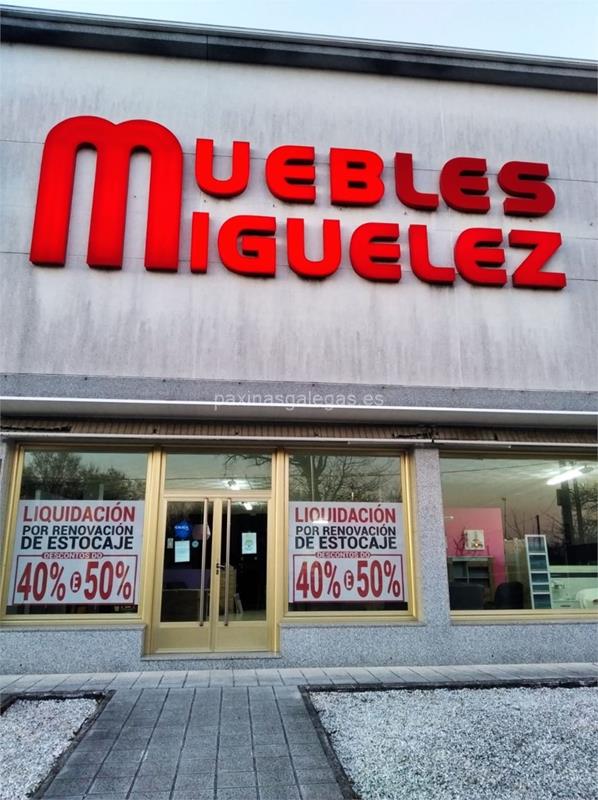 MUEBLES
MIGUELEZ
paxinasgalegas.es
LIQUIDACIÓN
POR RENOVACIÓN
DE ESTOCAJE
DESCONTOS DO
40% E 50%
LIQUIDACIÓN
POR RENOVACIÓN
DE ESTOCAJE
DESCONTOS DO
40% E 50%